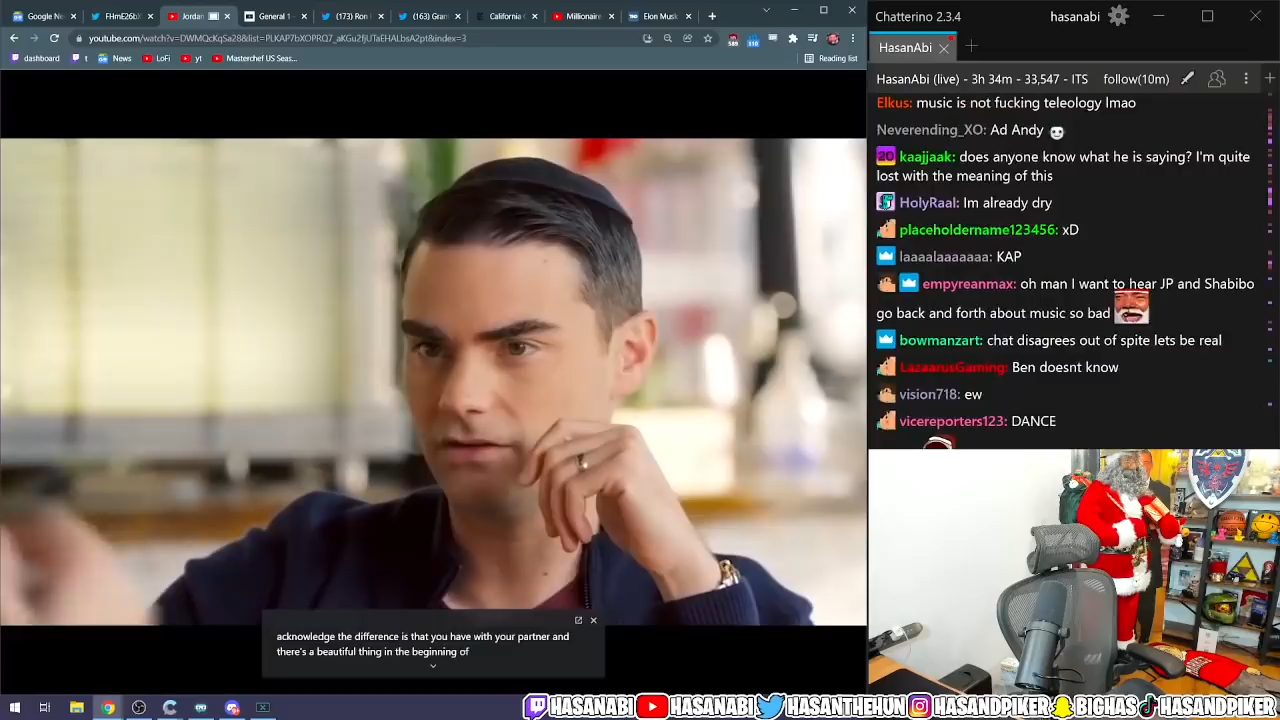 Google Ne
FHmE26bX
Jordan
General 1 -
(173) Ron
(163) Gram
California
Millionaire
Elon Musk
youtube.com/watch?v=DWMQcKqSa28&list=PLKAP7bXOPRQ7_aKGu2fjUTaEHALbsA2pt&index=3
dashboard
t
News
LoFi
yt
Masterchef US Seas...
Reading list
Chatterino 2.3.4
hasanabi
HasanAbi
HasanAbi (live) - 3h 34m - 33,547 - ITS
follow(10m)
Elkus: music is not fucking teleology lmao
Neverending_XO: Ad Andy
20 kaajjaak: does anyone know what he is saying? I'm quite
lost with the meaning of this
HolyRaal: Im already dry
placeholdername123456: xD
laaaalaaaaaaa: KAP
empyreanmax: oh man I want to hear JP and Shabibo
go back and forth about music so bad
bowmanzart: chat disagrees out of spite lets be real
LazaarusGaming: Ben doesnt know
vision718: ew
vicereporters123: DANCE
acknowledge the difference is that you have with your partner and
there's a beautiful thing in the beginning of
HASANABI
HASANABI
HASANTHEHUN
HASANDPIKER
BIGHAS
HASANDPIKER